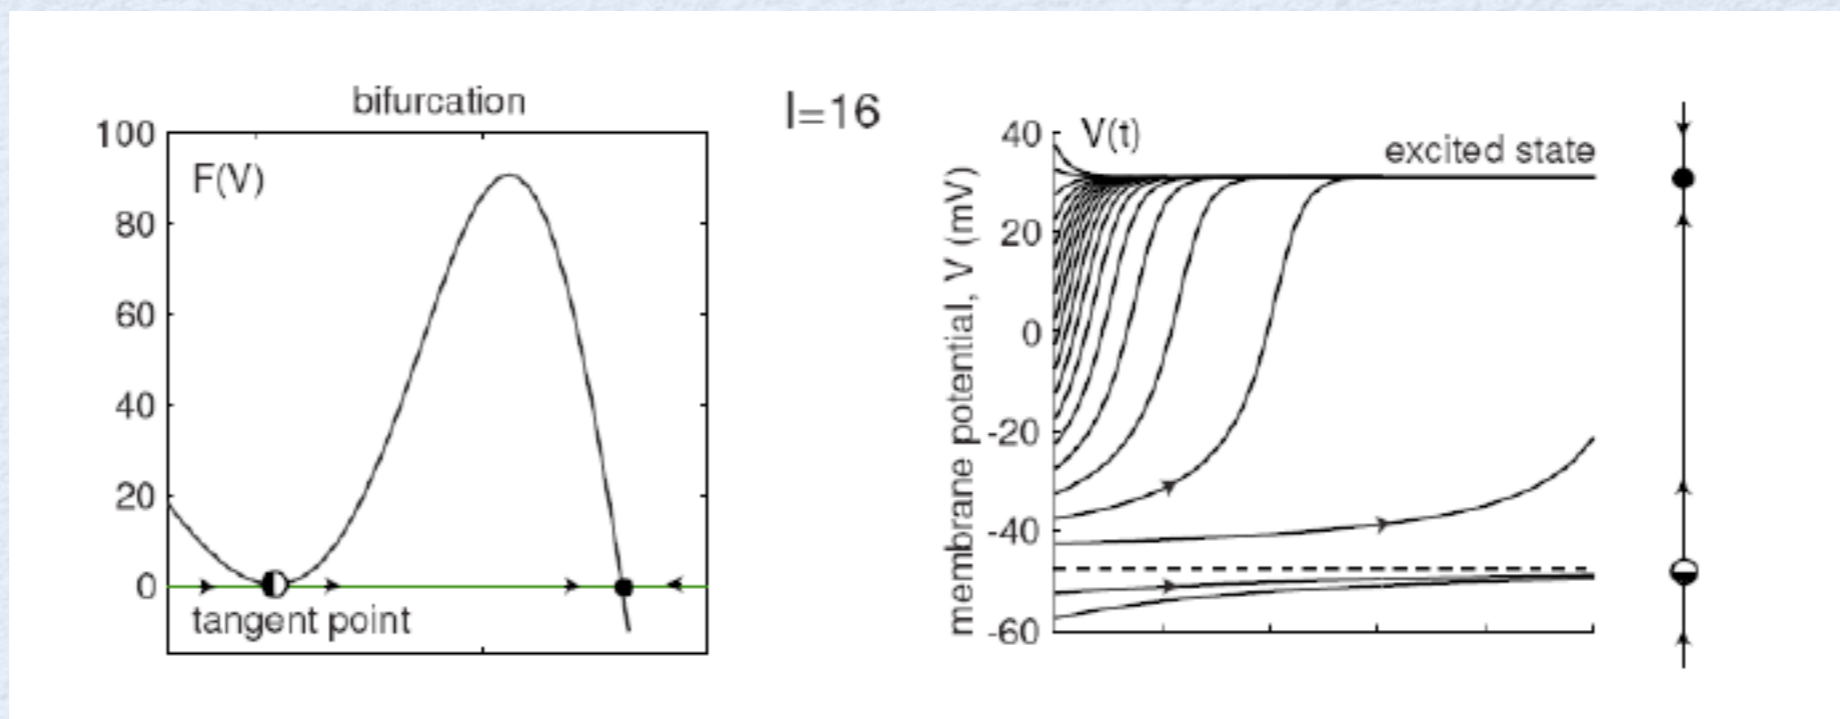 bifurcation
100
F(V)
80
60
40
20
0
tangent point
I=16
membrane potential, V (mV)
40
V(t)
excited state
20
0
-20
-40
-60